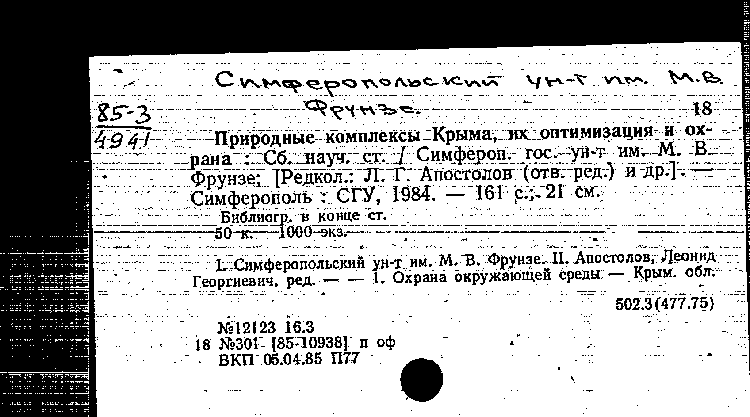 Симферопольский ун-т им. М.В.
Фрунзе.
85-3
4941
18
Природные комплексы Крыма, их оптимизация и ох-
рана : Сб. науч. ст. / Симфероп. гос. ун-т им. М. В.
Фрунзе; [Редкол.: Л. Г. Апостолов (отв. ред.) и др.]. —
Симферополь : СГУ, 1984. — 161 с.; 21 см.
Библиогр. в конце ст.
50 к. 1000 экз.
I. Симферопольский ун-т им. М. В. Фрунзе. II. Апостолов, Леонид
Георгиевич, ред. — — 1. Охрана окружающей среды — Крым. обл.
502.3(477.75)
№12123 16.3
18 №301 [85-10938] п оф
ВКП 05.04.85 П77